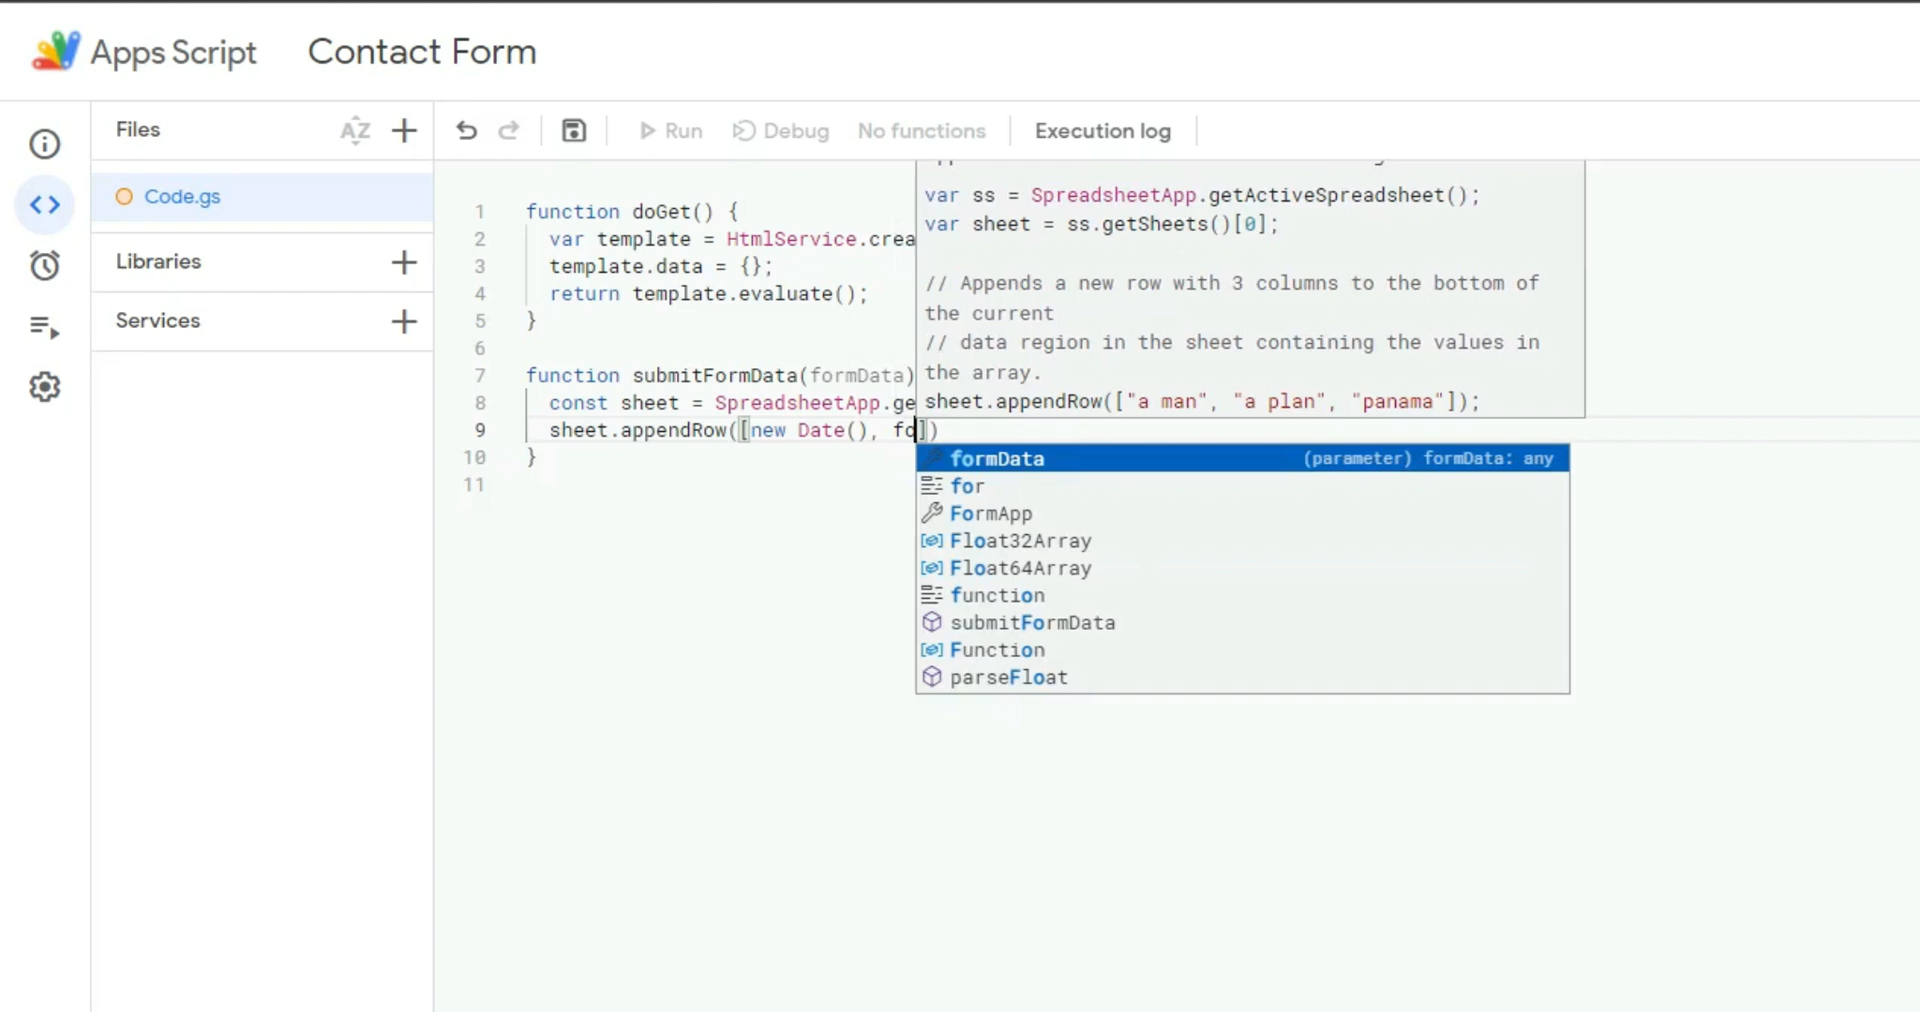 Apps Script
Contact Form
Files
AZ
Run
Debug
No functions
Execution log
Code.gs
Libraries
Services
1 function doGet() {
2 var template = HtmlService.crea
3 template.data = {};
4 return template.evaluate();
5 }
6
7 function submitFormData(formData)
8 const sheet = SpreadsheetApp.ge
9 sheet.appendRow([new Date(), fo])
10 }
11
var ss = SpreadsheetApp.getActiveSpreadsheet();
var sheet = ss.getSheets()[0];
// Appends a new row with 3 columns to the bottom of
the current
// data region in the sheet containing the values in
the array.
sheet.appendRow(["a man", "a plan", "panama"]);
formData (parameter) formData: any
for
FormApp
Float32Array
Float64Array
function
submitFormData
Function
parseFloat